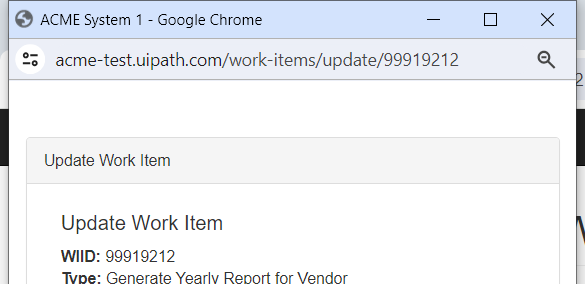 ACME System 1 - Google Chrome
acme-test.uipath.com/work-items/update/99919212
Update Work Item
Update Work Item
WIID: 99919212
Type: Generate Yearly Report for Vendor